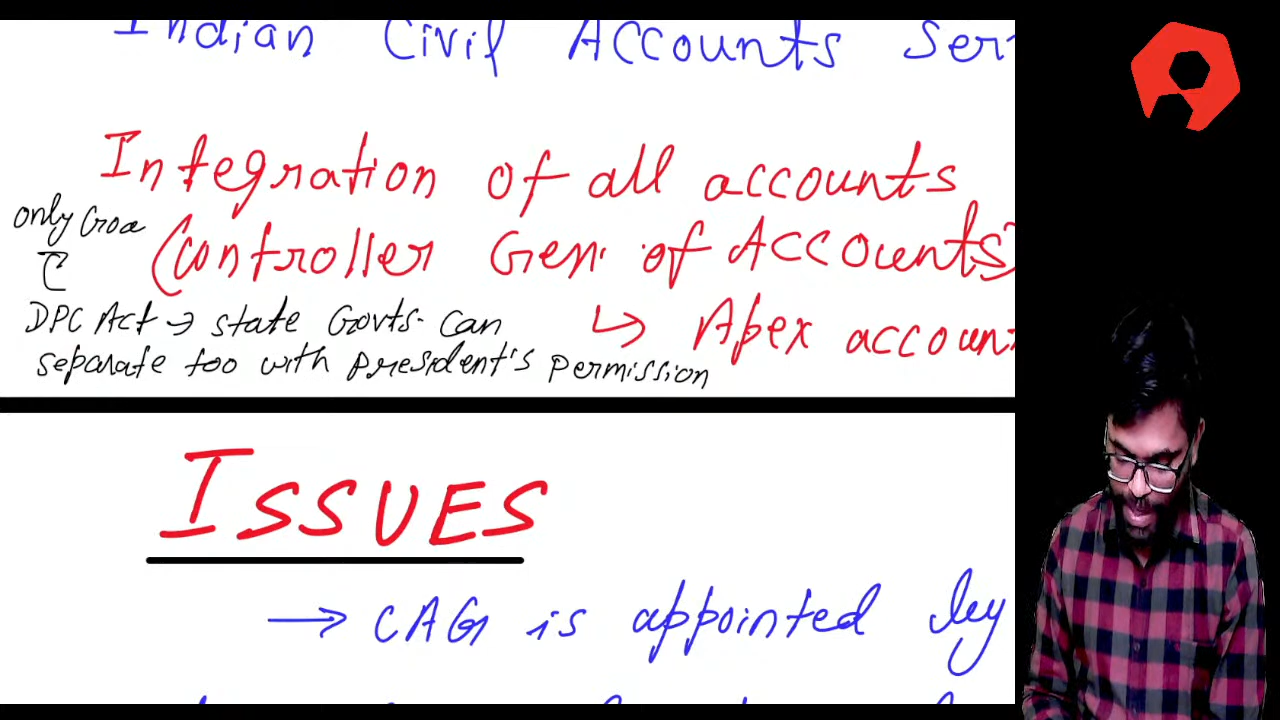 Indian Civil Accounts Ser
Integration of all accounts
only Goa
(Controller Gen. of Accounts)
DPC Act → state Govts. can
↳ Apex account
separate too with president's permission
ISSUES
→ CAG is appointed by